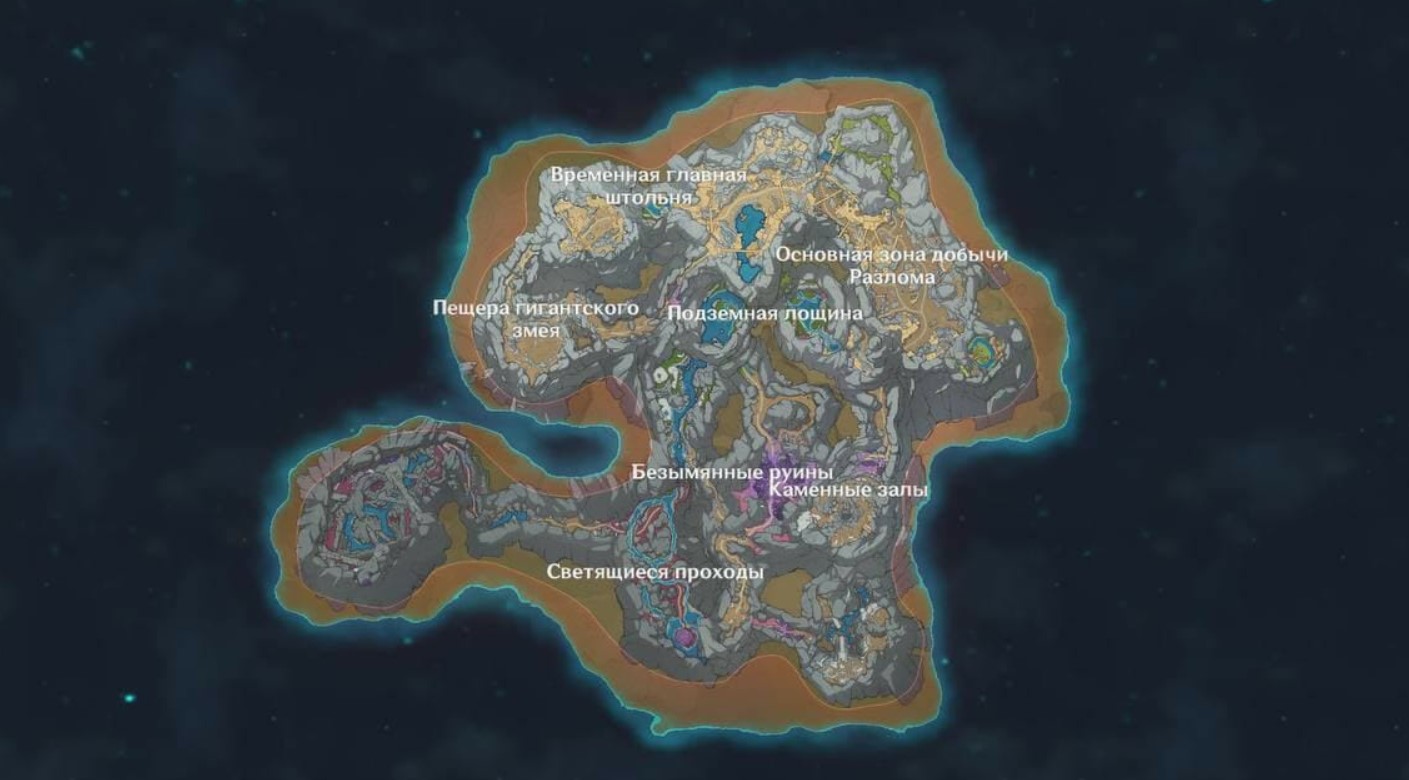 Временная главная
штольня
Основная зона добычи
Разлома
Пещера гигантского
змея
Подземная лощина
Безымянные руины
Каменные залы
Светящиеся проходы